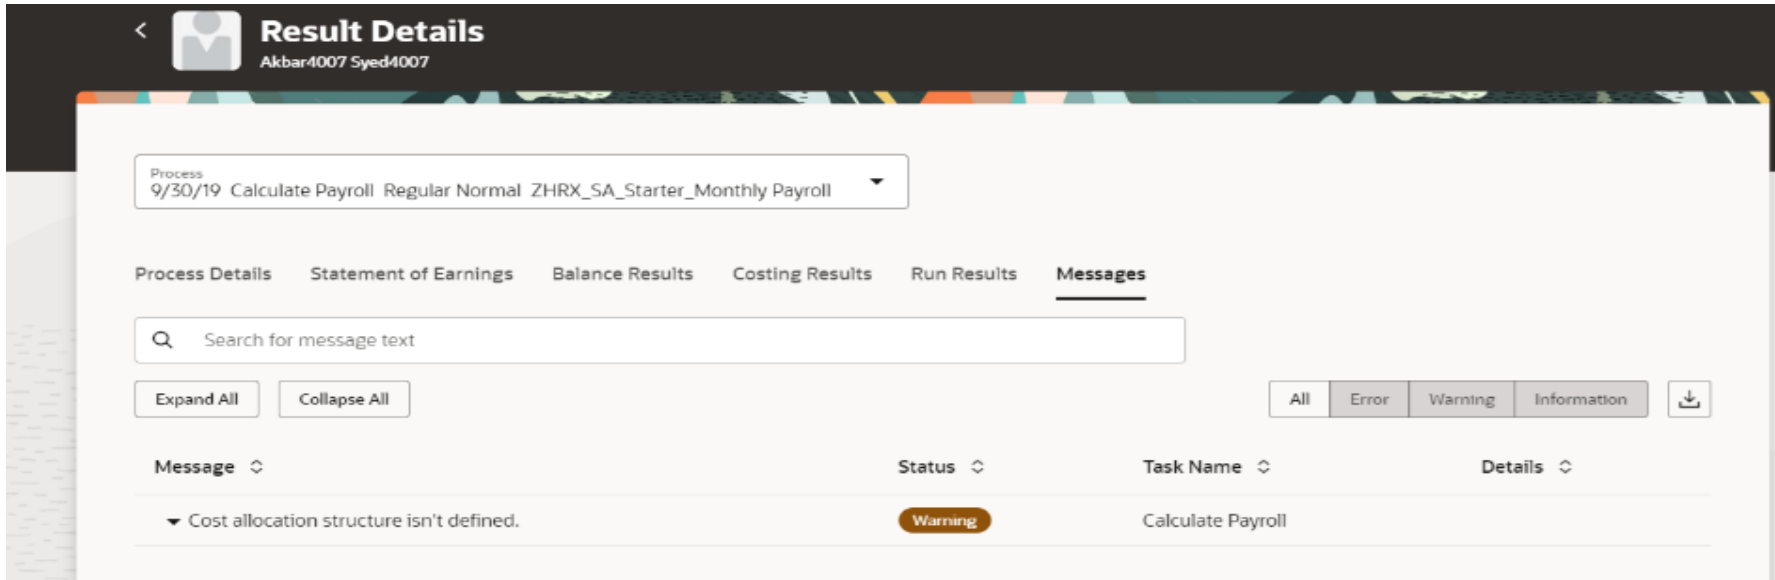 Result Details
Akbar4007 Syed4007
Process
9/30/19 Calculate Payroll Regular Normal ZHRX_SA_Starter_Monthly Payroll
Process Details Statement of Earnings Balance Results Costing Results Run Results Messages
Search for message text
Expand All Collapse All All Error Warning Information
Message Status Task Name Details
Cost allocation structure isn't defined. Warning Calculate Payroll